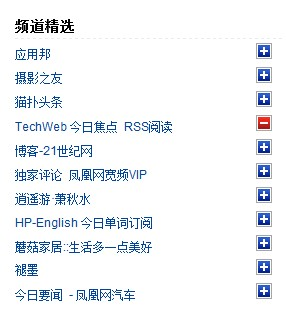 频道精选
应用邦
摄影之友
猫扑头条
TechWeb 今日焦点 RSS阅读
博客-21世纪网
独家评论 凤凰网宽频VIP
逍遥游·萧秋水
HP-English 今日单词订阅
蘑菇家居::生活多一点美好
褪墨
今日要闻 - 凤凰网汽车